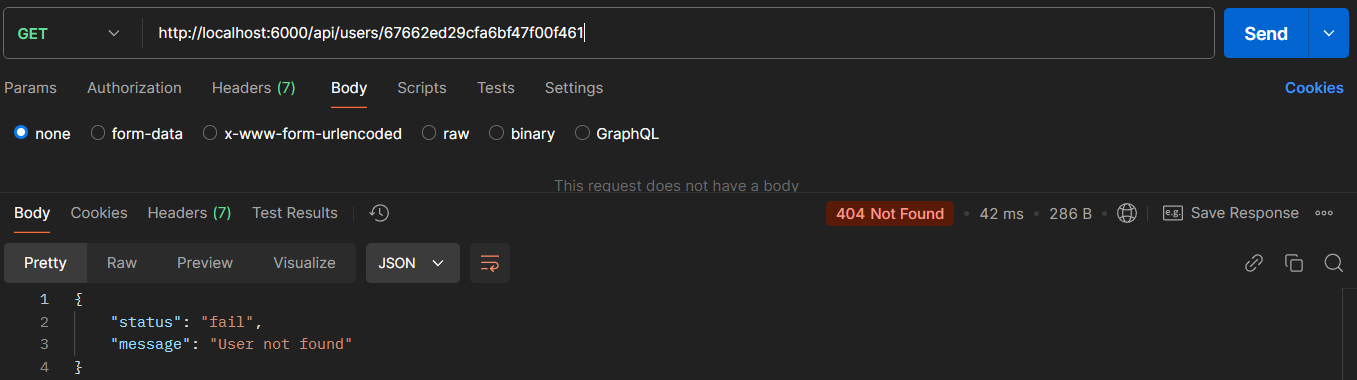 GET http://localhost:6000/api/users/67662ed29cfa6bf47f00f461 Send
Params Authorization Headers (7) Body Scripts Tests Settings Cookies
none form-data x-www-form-urlencoded raw binary GraphQL
This request does not have a body
Body Cookies Headers (7) Test Results 404 Not Found • 42 ms • 286 B • e.g. Save Response
Pretty Raw Preview Visualize JSON
1 {
2 "status": "fail",
3 "message": "User not found"
4 }